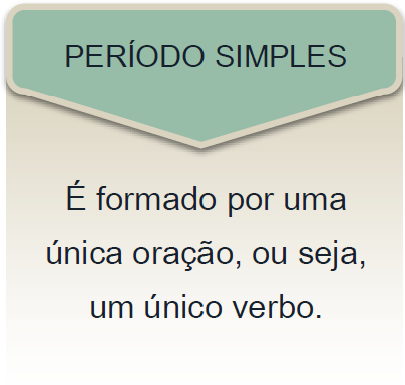 PERÍODO SIMPLES
É formado por uma
única oração, ou seja,
um único verbo.